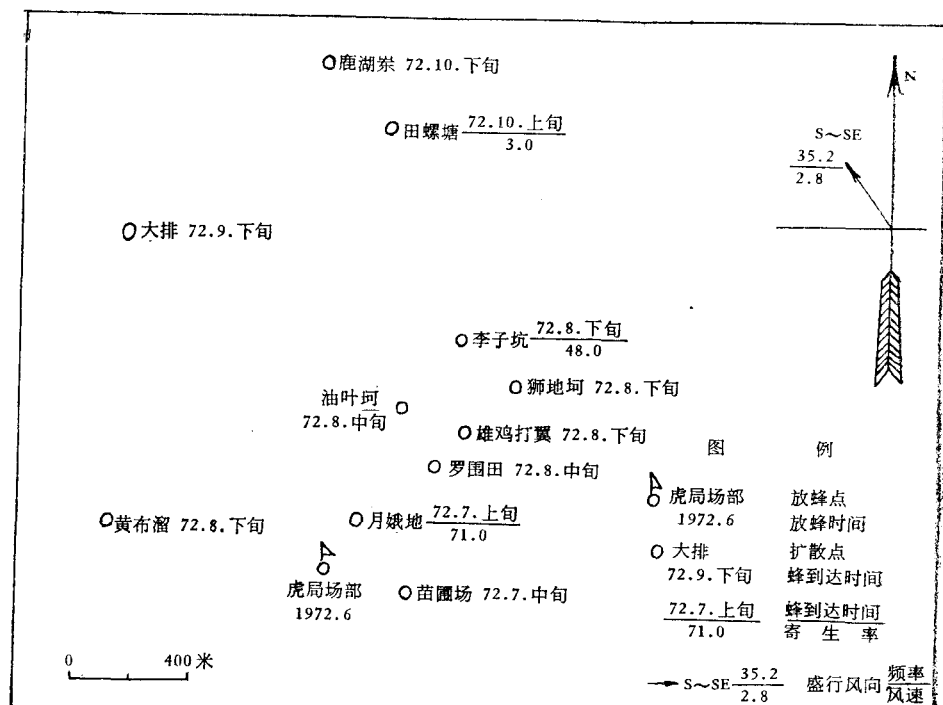 鹿湖岽 72.10.下旬
N
田螺塘 72.10.上旬
3.0
S~SE
35.2
2.8
大排 72.9.下旬
李子坑 72.8.下旬
48.0
狮地坷 72.8.下旬
油叶坷
72.8.中旬
雄鸡打翼 72.8.下旬
罗围田 72.8.中旬
黄布溜 72.8.下旬
月娥地 72.7.上旬
71.0
虎局场部
1972.6
苗圃场 72.7.中旬
0 400 米
图 例
虎局场部 放蜂点
1972.6 放蜂时间
大排 扩散点
72.9.下旬 蜂到达时间
72.7.上旬 蜂到达时间
71.0 寄生率
S~SE 35.2 盛行风向 频率
2.8 风速